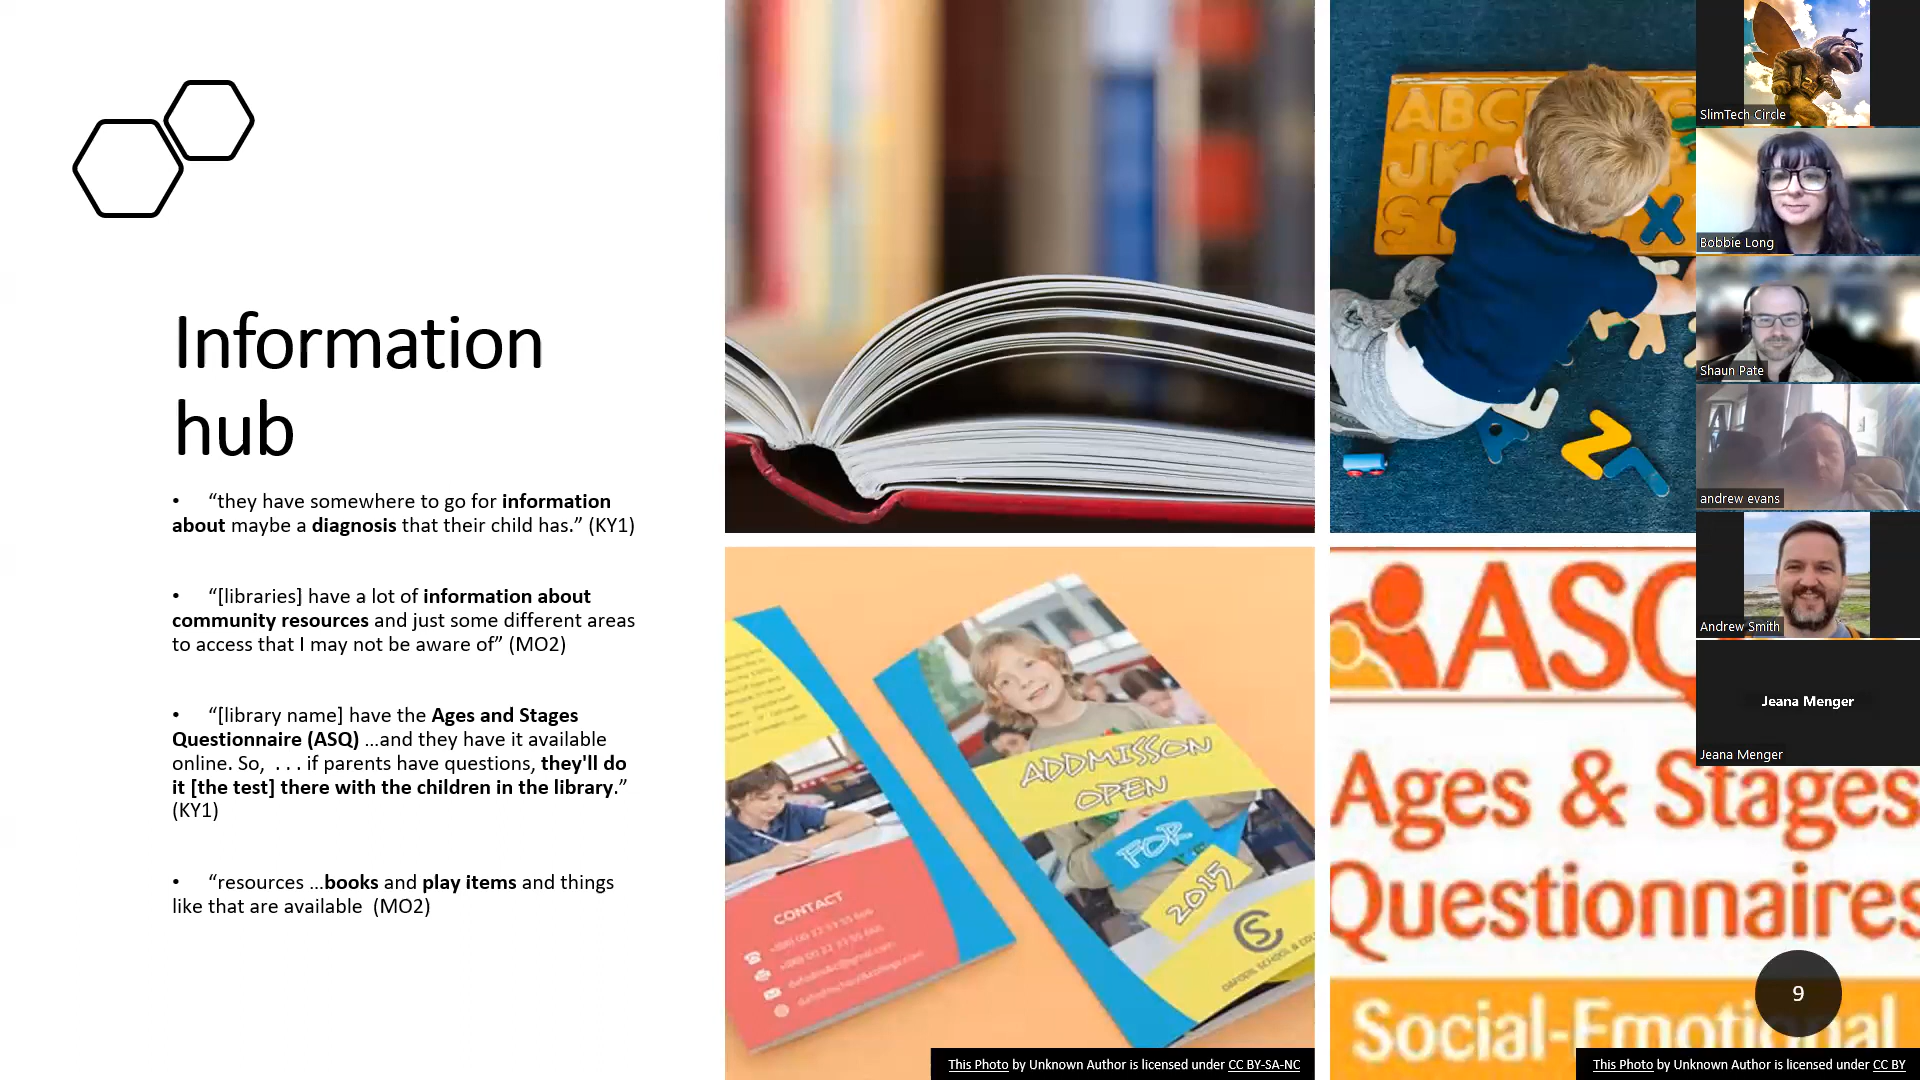 Information
hub
• “they have somewhere to go for information
about maybe a diagnosis that their child has.” (KY1)
• “[libraries] have a lot of information about
community resources and just some different areas
to access that I may not be aware of” (MO2)
• “[library name] have the Ages and Stages
Questionnaire (ASQ) ...and they have it available
online. So, . . . if parents have questions, they'll do
it [the test] there with the children in the library.”
(KY1)
• “resources ...books and play items and things
like that are available (MO2)
ABC
JK
S
X
Z
ADDMISSON
OPEN
FOR
2015
CONTACT
This Photo by Unknown Author is licensed under CC BY-SA-NC
ASQ
Ages & Stages
Questionnaires
Social-Emotional
9
This Photo by Unknown Author is licensed under CC BY
SlimTech Circle
Bobbie Long
Shaun Pate
andrew evans
Andrew Smith
Jeana Menger
Jeana Menger